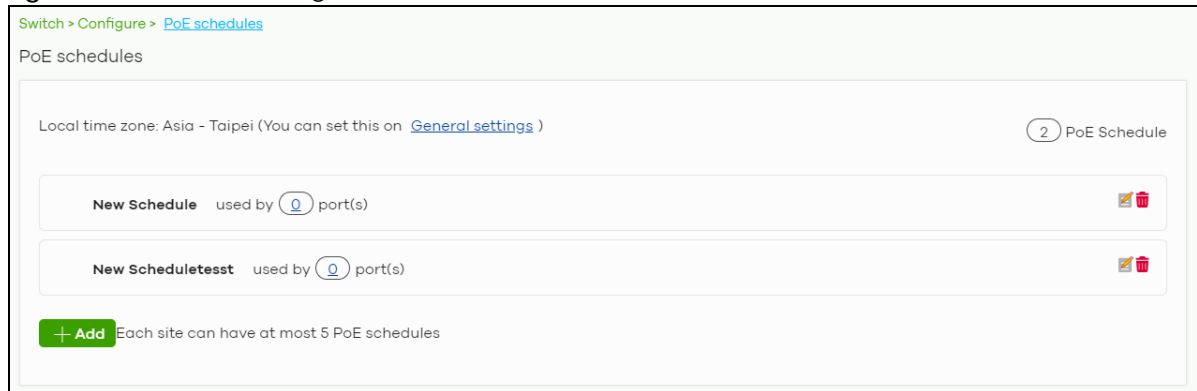 Switch > Configure > PoE schedules
PoE schedules
Local time zone: Asia - Taipei (You can set this on General settings )
2 PoE Schedule
New Schedule used by 0 port(s)
New Scheduletesst used by 0 port(s)
+ Add Each site can have at most 5 PoE schedules